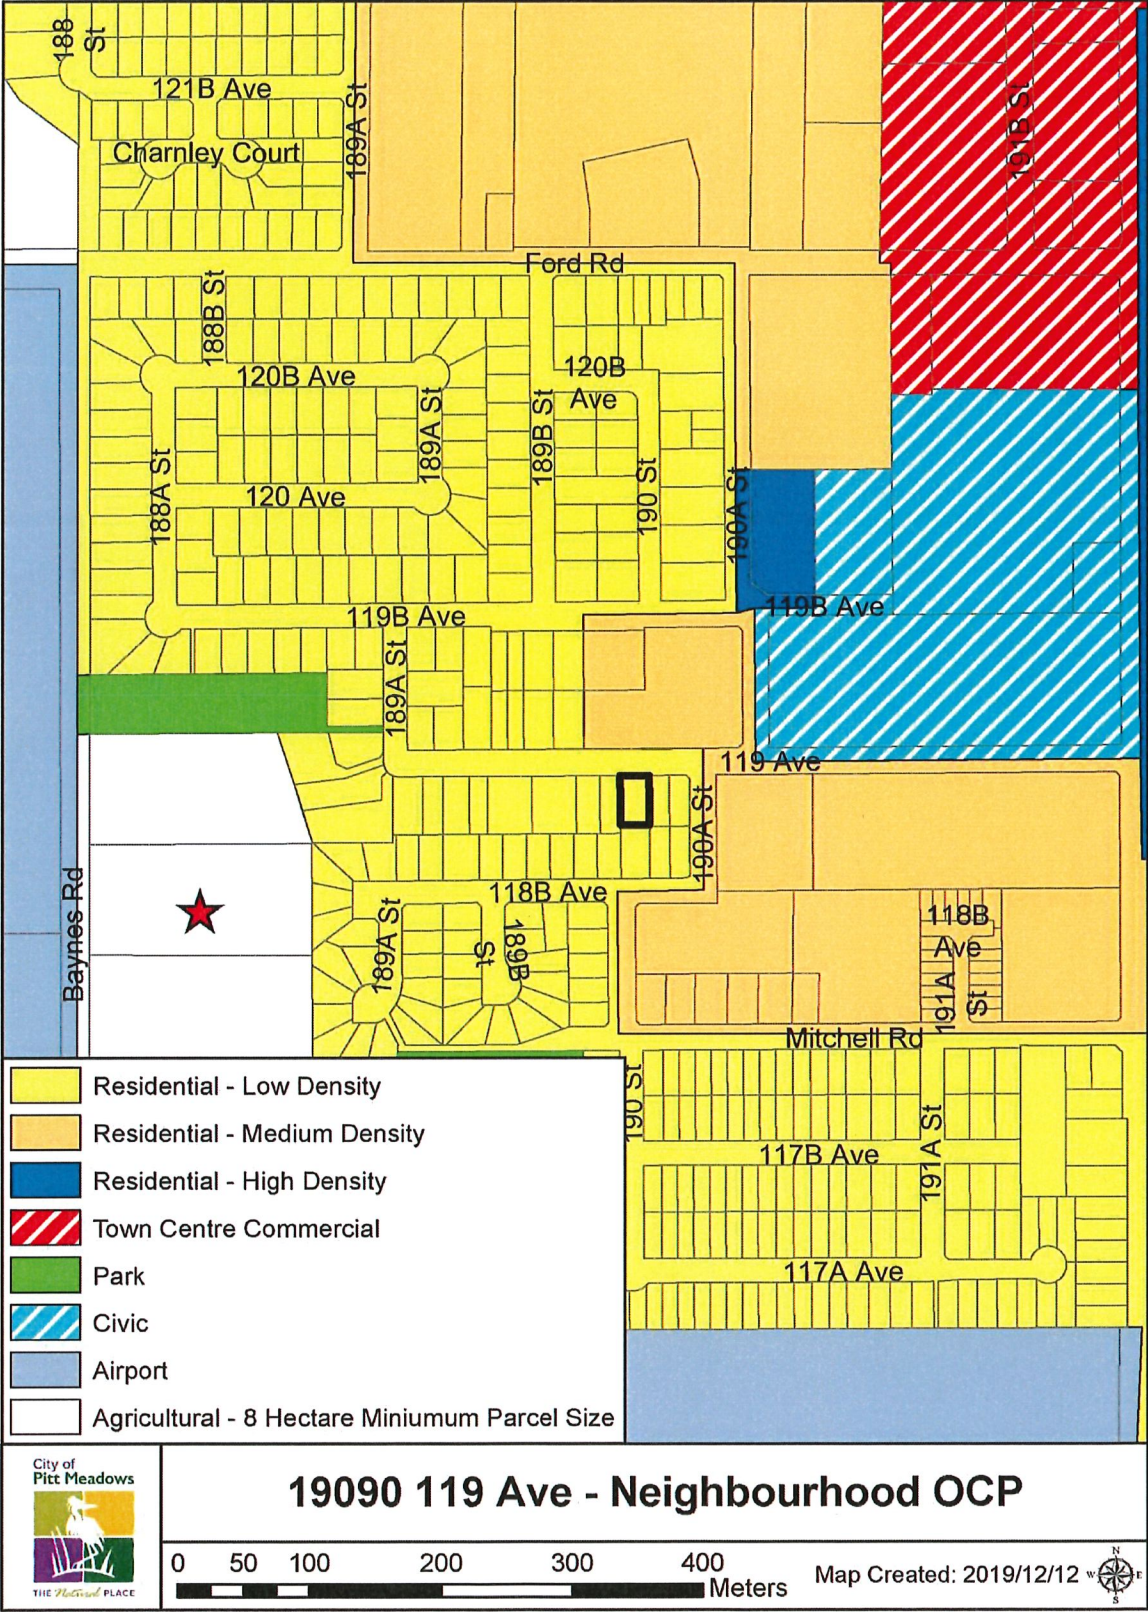 188 St
121B Ave
189A St
191B St
Charnley Court
Ford Rd
188B St
120B Ave
120B
Ave
189A St
189B St
188A St
190 St
190A St
120 Ave
119B Ave
119B Ave
189A St
119 Ave
190A St
Baynes Rd
118B Ave
118B
Ave
189A St
189B
St
191A
St
Mitchell Rd
190 St
191A St
117B Ave
117A Ave
Residential - Low Density
Residential - Medium Density
Residential - High Density
Town Centre Commercial
Park
Civic
Airport
Agricultural - 8 Hectare Miniumum Parcel Size
City of
Pitt Meadows
THE Natural PLACE
19090 119 Ave - Neighbourhood OCP
0 50 100 200 300 400
Meters
Map Created: 2019/12/12
N
W E
S